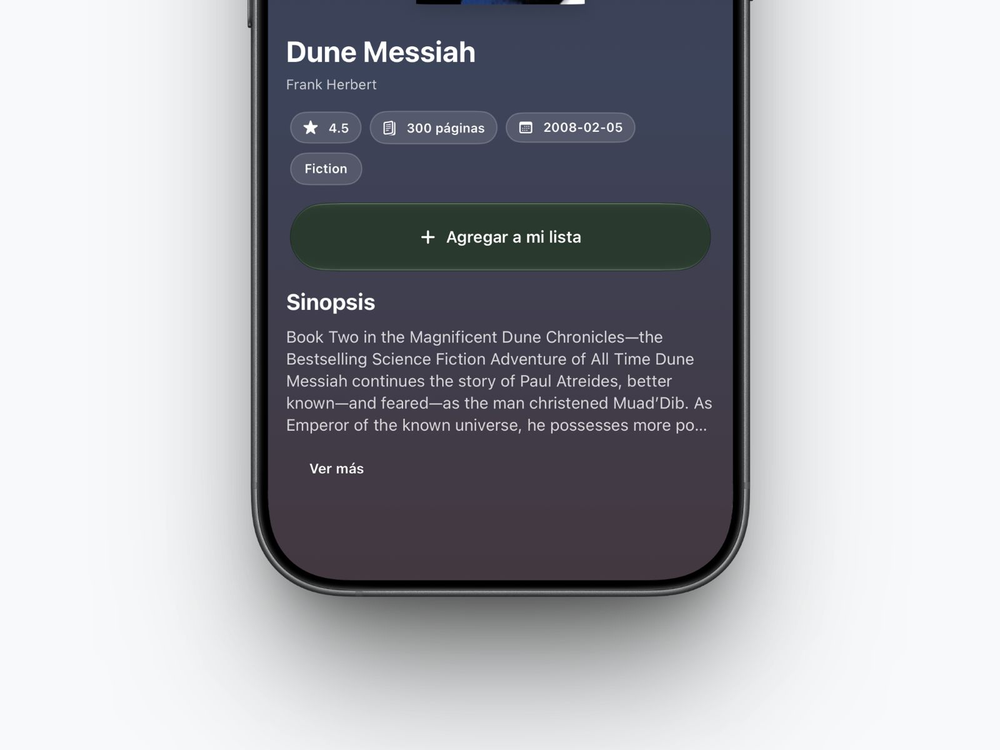 Dune Messiah
Frank Herbert
4.5
300 páginas
2008-02-05
Fiction
+ Agregar a mi lista
Sinopsis
Book Two in the Magnificent Dune Chronicles—the
Bestselling Science Fiction Adventure of All Time Dune
Messiah continues the story of Paul Atreides, better
known—and feared—as the man christened Muad’Dib. As
Emperor of the known universe, he possesses more po...
Ver más